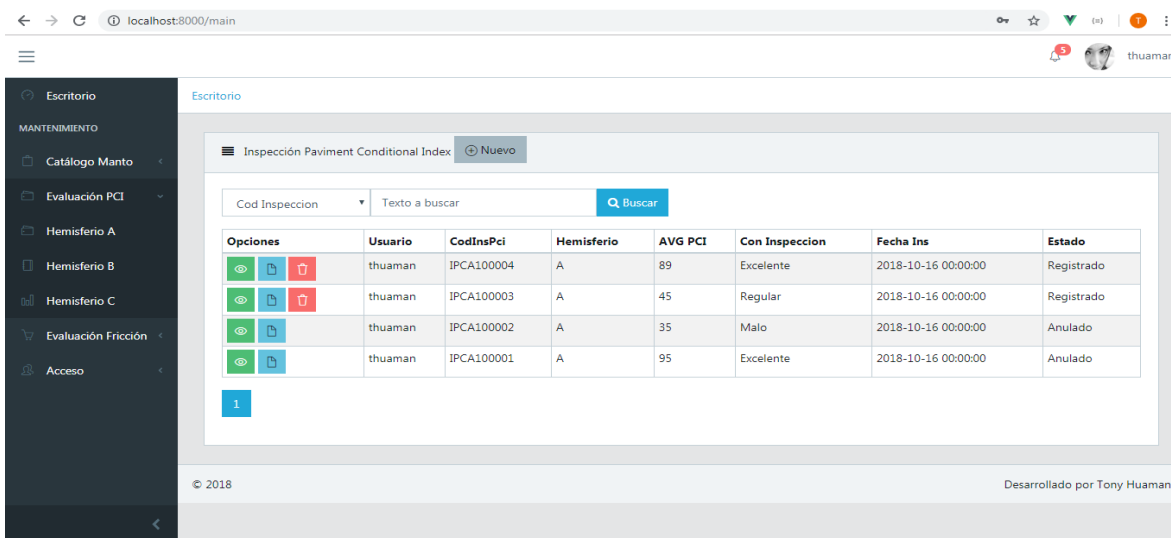 localhost:8000/main
T
5
thuaman
Escritorio
Escritorio
MANTENIMIENTO
Catálogo Manto
Evaluación PCI
Hemisferio A
Hemisferio B
Hemisferio C
Evaluación Fricción
Acceso
Inspección Paviment Conditional Index
Nuevo
Cod Inspeccion
Texto a buscar
Buscar
Opciones Usuario CodInsPci Hemisferio AVG PCI Con Inspeccion Fecha Ins Estado
thuaman IPCA100004 A 89 Excelente 2018-10-16 00:00:00 Registrado
thuaman IPCA100003 A 45 Regular 2018-10-16 00:00:00 Registrado
thuaman IPCA100002 A 35 Malo 2018-10-16 00:00:00 Anulado
thuaman IPCA100001 A 95 Excelente 2018-10-16 00:00:00 Anulado
1
© 2018
Desarrollado por Tony Huaman